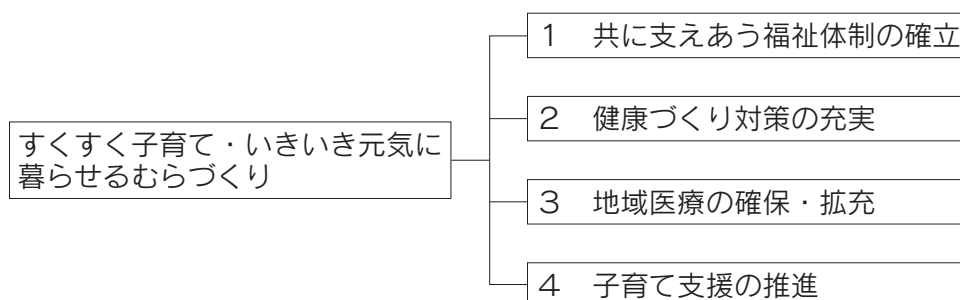 すくすく子育て・いきいき元気に
暮らせるむらづくり
1　共に支えあう福祉体制の確立
2　健康づくり対策の充実
3　地域医療の確保・拡充
4　子育て支援の推進